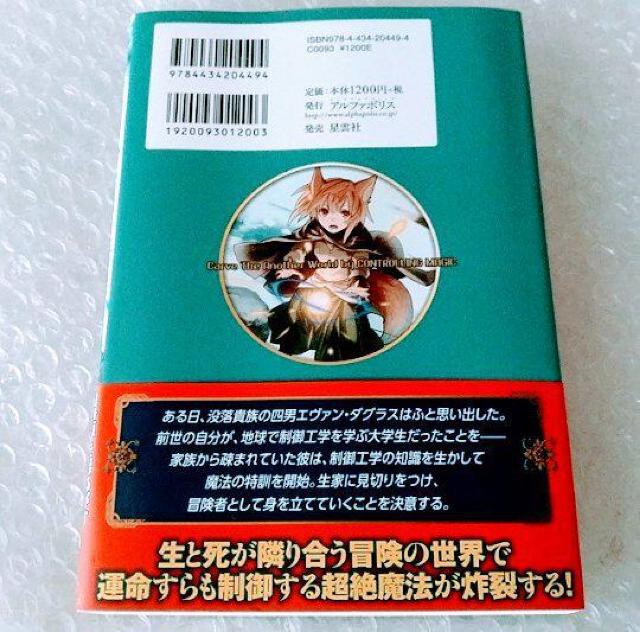 ISBN978-4-434-20449-4
C0093 ¥1200E
9784434204494
1920093012003
定価：本体1200円+税
発行 アルファポリス
http://www.alphapolis.co.jp/
発売 星雲社
Carve The Another World by CONTROLLING MAGIC
ある日、没落貴族の四男エヴァン・ダグラスはふと思い出した。
前世の自分が、地球で制御工学を学ぶ大学生だったことを――
家族から疎まれていた彼は、制御工学の知識を生かして
魔法の特訓を開始。生家に見切りをつけ、
冒険者として身を立てていくことを決意する。
生と死が隣り合う冒険の世界で
運命すらも制御する超絶魔法が炸裂する!